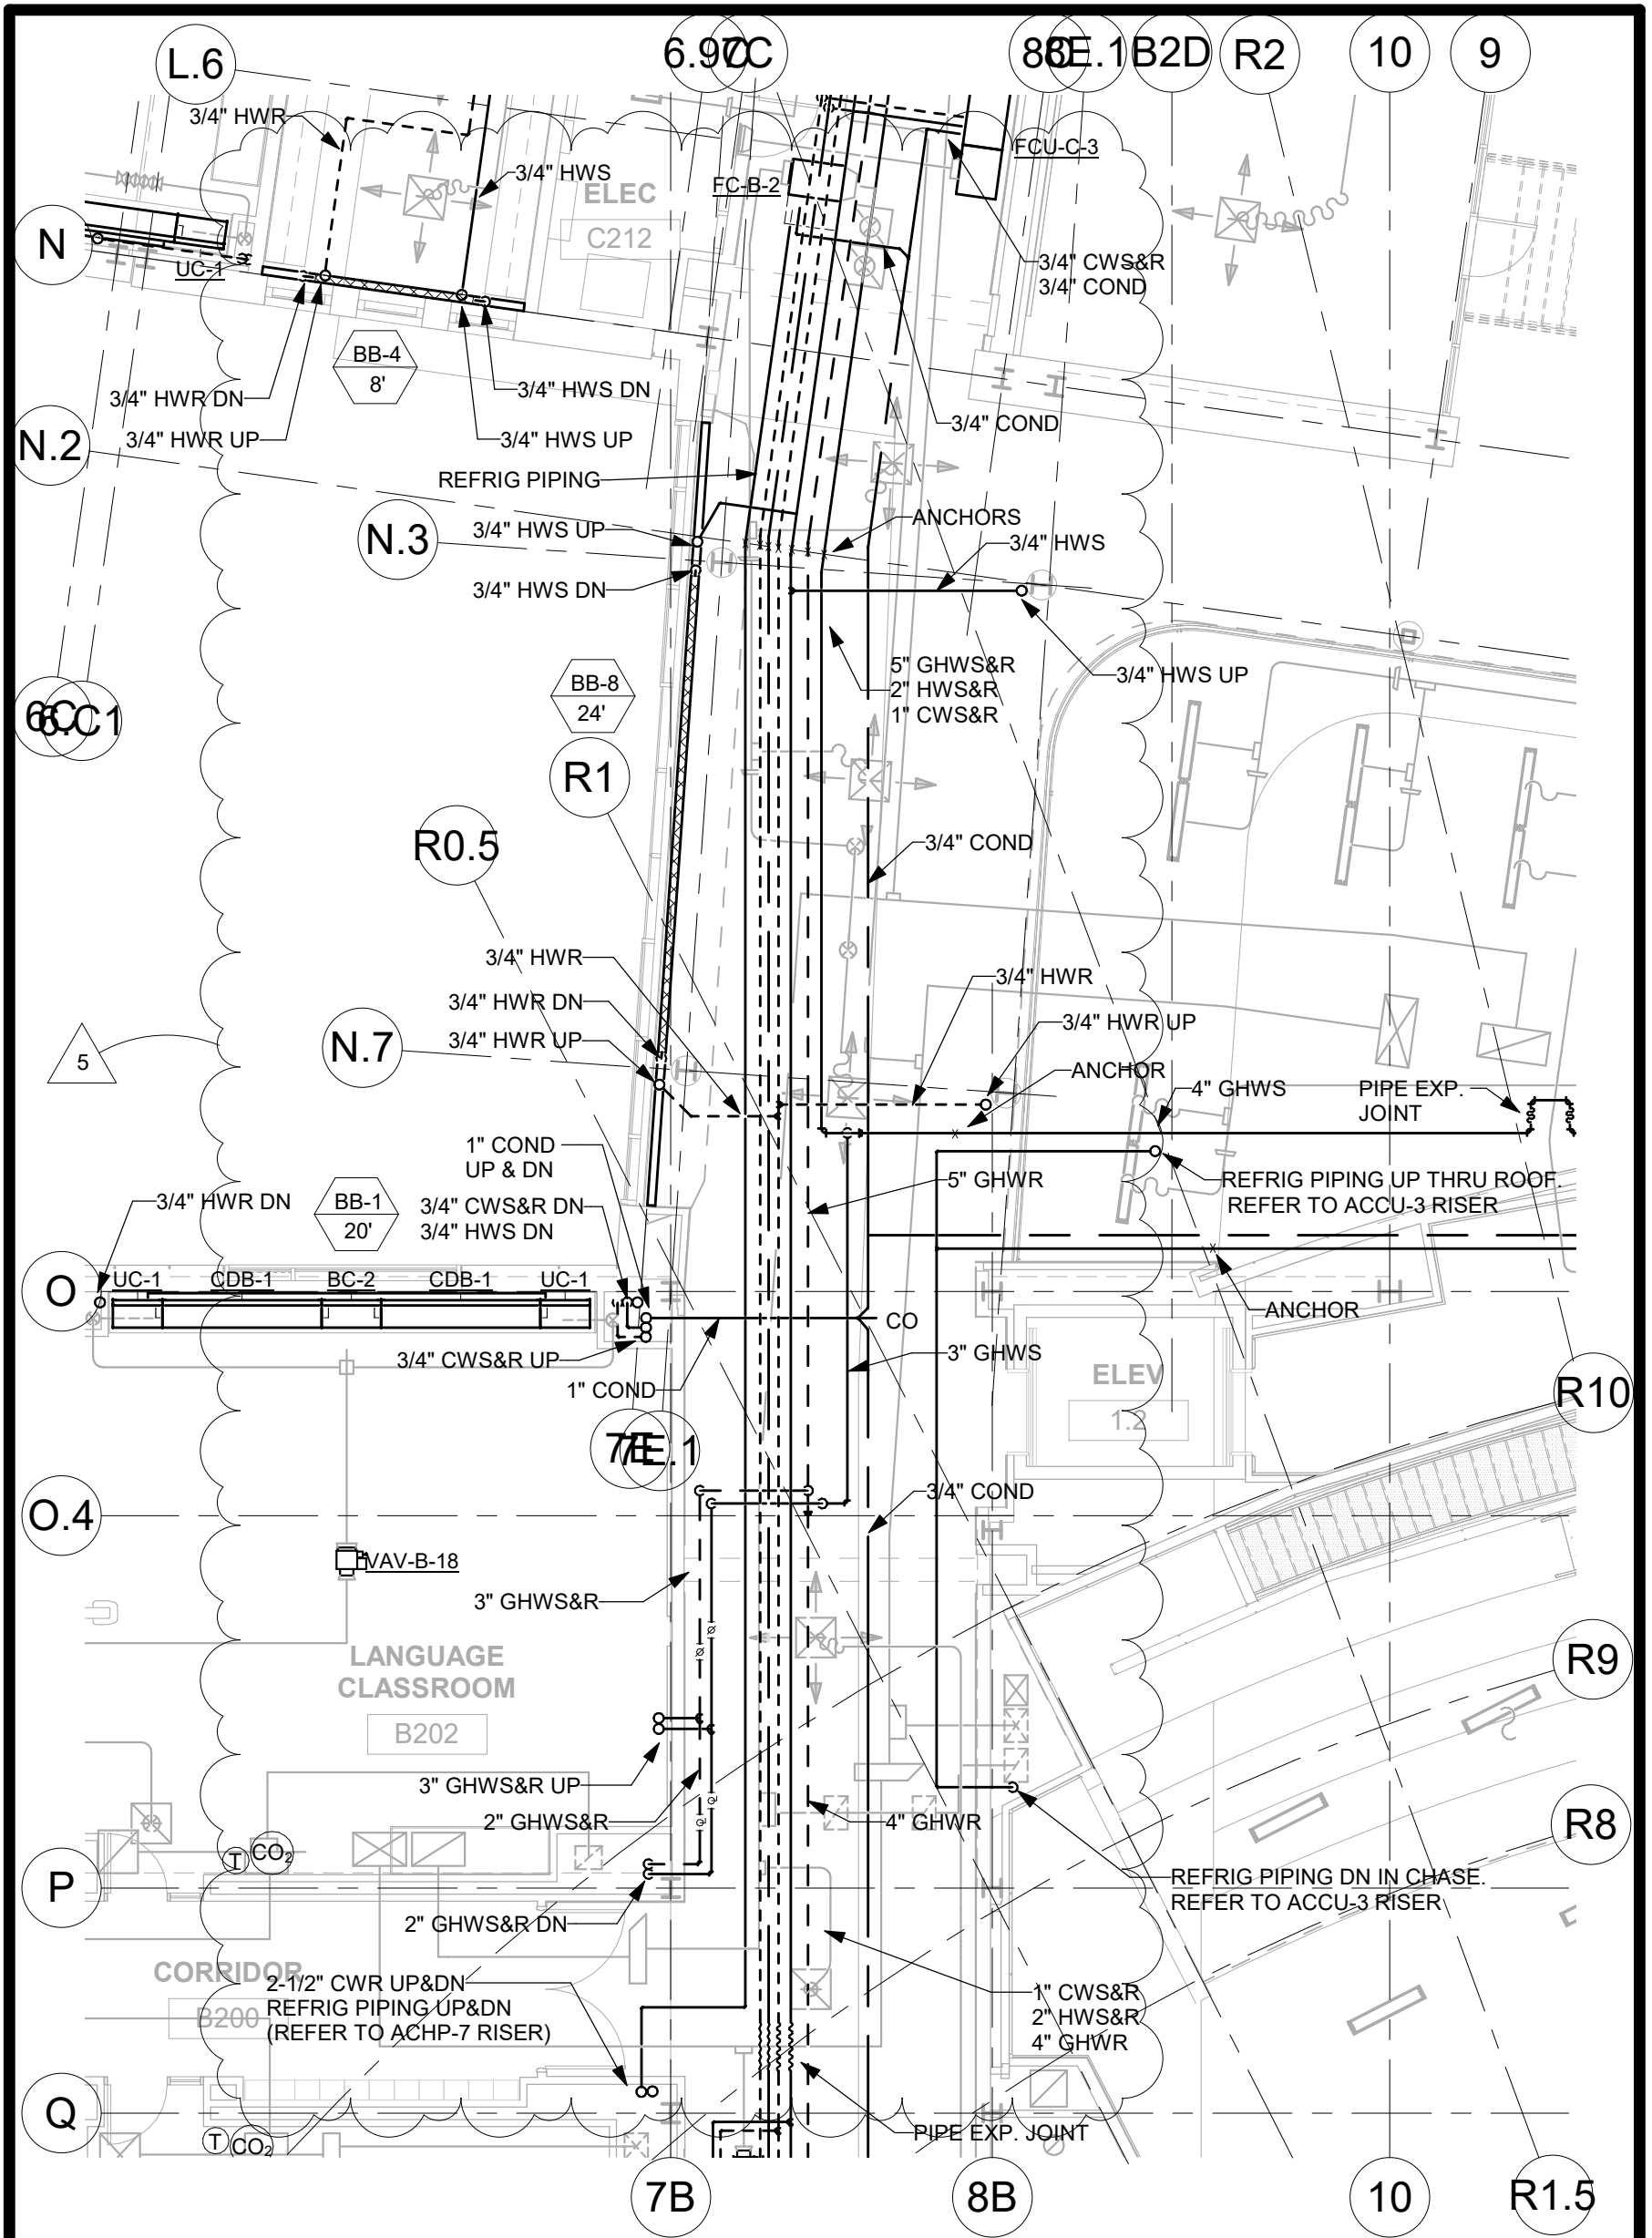 L.6
R2
10
9
B2D
3/4" HWR
3/4" HWS
FCU-C-3
FC-B-2
ELEC
C212
N
UC-1
3/4" CWS&R
3/4" COND
BB-4
8'
3/4" HWS DN
3/4" HWR DN
3/4" COND
N.2
3/4" HWR UP
3/4" HWS UP
REFRIG PIPING
ANCHORS
3/4" HWS UP
N.3
3/4" HWS
3/4" HWS DN
5" GHWS&R
2" HWS&R
1" CWS&R
3/4" HWS UP
BB-8
24'
R1
R0.5
3/4" COND
3/4" HWR
3/4" HWR
3/4" HWR DN
3/4" HWR UP
3/4" HWR UP
N.7
5
ANCHOR
4" GHWS
PIPE EXP.
JOINT
1" COND
UP & DN
5" GHWR
REFRIG PIPING UP THRU ROOF.
REFER TO ACCU-3 RISER
3/4" HWR DN
BB-1
20'
3/4" CWS&R DN
3/4" HWS DN
O
UC-1
CDB-1
BC-2
CDB-1
UC-1
ANCHOR
CO
3/4" CWS&R UP
3" GHWS
1" COND
ELEV
1.2
R10
7E.1
3/4" COND
O.4
VAV-B-18
3" GHWS&R
LANGUAGE
CLASSROOM
B202
R9
3" GHWS&R UP
2" GHWS&R
4" GHWR
R8
T
CO₂
P
REFRIG PIPING DN IN CHASE.
REFER TO ACCU-3 RISER
2" GHWS&R DN
CORRIDOR
B200
2-1/2" CWR UP&DN
REFRIG PIPING UP&DN
(REFER TO ACHP-7 RISER)
1" CWS&R
2" HWS&R
4" GHWR
Q
T
CO₂
PIPE EXP. JOINT
7B
8B
10
R1.5